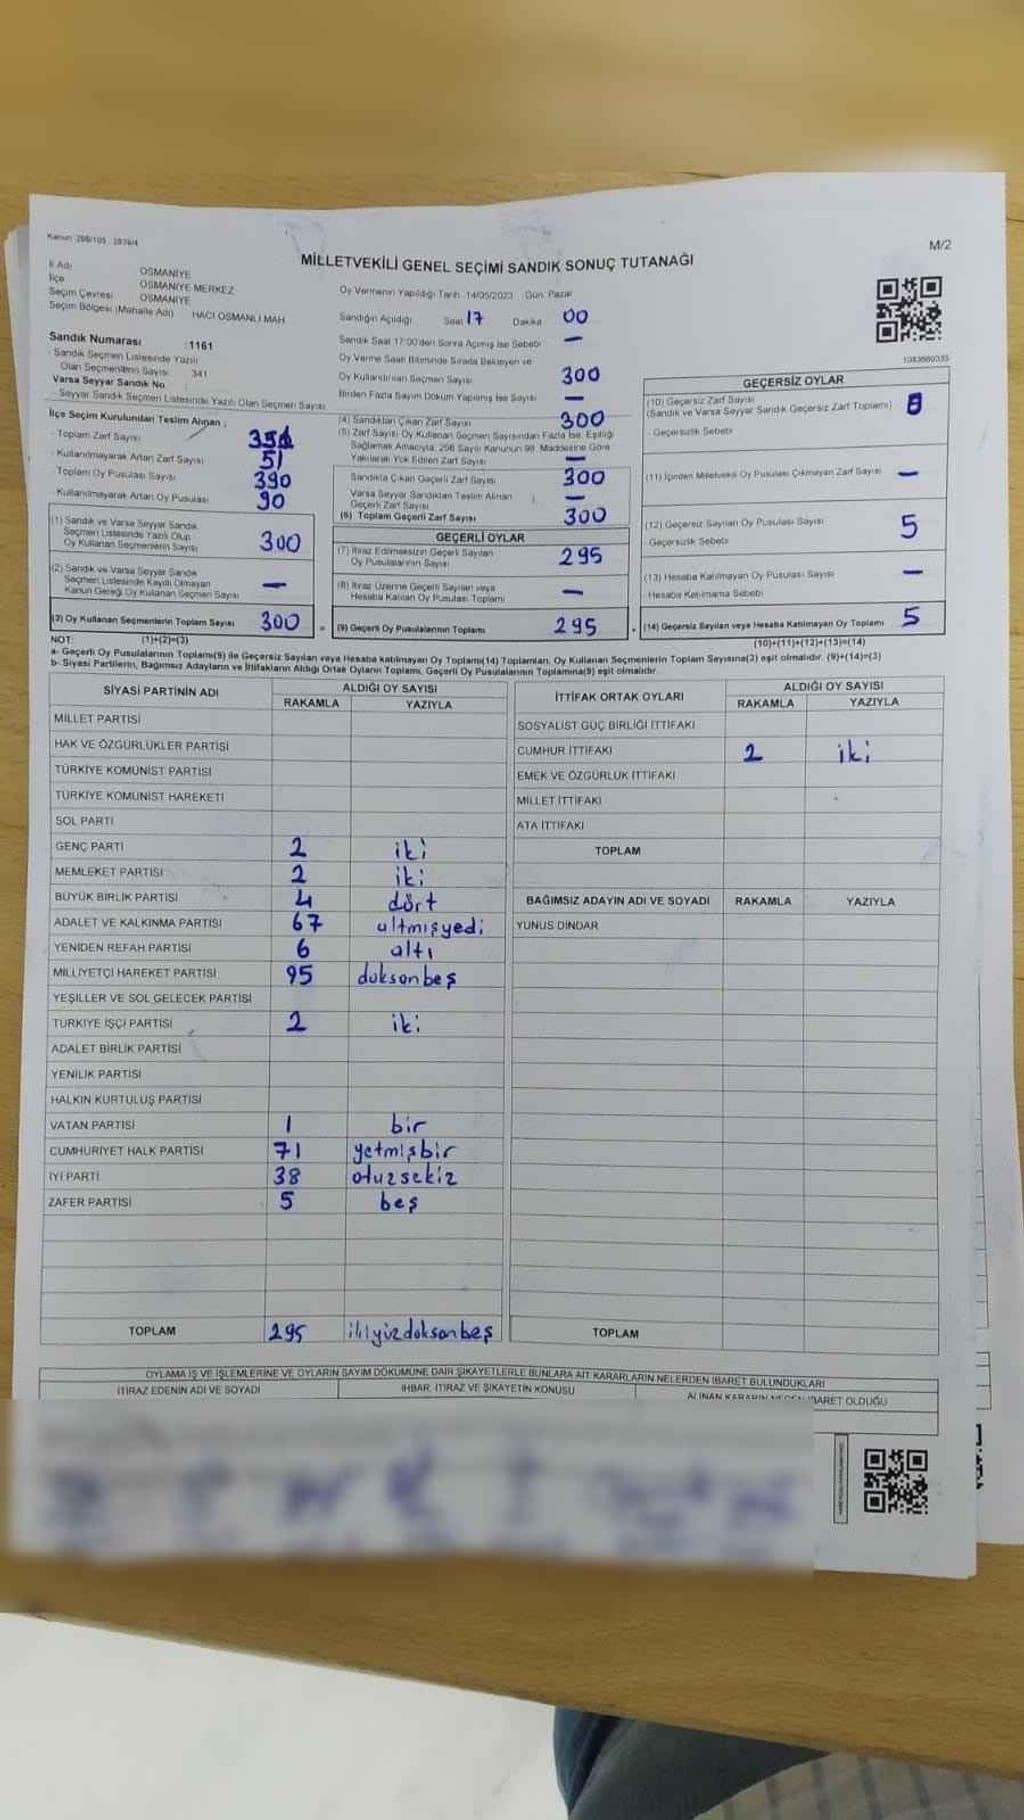 Kanun: 298/105 2839/4
M/2
MİLLETVEKİLİ GENEL SEÇİMİ SANDIK SONUÇ TUTANAĞI
İl Adı OSMANİYE
İlçe OSMANİYE MERKEZ
Seçim Çevresi OSMANİYE
Seçim Bölgesi (Mahalle Adı) HACI OSMANLI MAH
Sandık Numarası :1161
Sandık Seçmen Listesinde Yazılı
Olan Seçmenlerin Sayısı 341
Varsa Seyyar Sandık No :
Seyyar Sandık Seçmen Listesinde Yazılı Olan Seçmen Sayısı
İlçe Seçim Kurulundan Teslim Alınan ;
- Toplam Zarf Sayısı 351
- Kullanılmayarak Artan Zarf Sayısı 51
- Toplam Oy Pusulası Sayısı 390
- Kullanılmayarak Artan Oy Pusulası 90
(1) Sandık ve Varsa Seyyar Sandık
Seçmen Listesinde Yazılı Olup
Oy Kullanan Seçmenlerin Sayısı 300
(2) Sandık ve Varsa Seyyar Sandık
Seçmen Listesinde Kayıtlı Olmayan
Kanun Gereği Oy Kullanan Seçmen Sayısı —
(3) Oy Kullanan Seçmenlerin Toplam Sayısı 300 =
Oy Vermenin Yapıldığı Tarih 14/05/2023 Gün: Pazar
Sandığın Açıldığı Saat 17 Dakika 00
Sandık Saat 17:00'den Sonra Açılmış İse Sebebi —
Oy Verme Saati Bitiminde Sırada Bekleyen ve
Oy Kullandırılan Seçmen Sayısı 300
Birden Fazla Sayım Döküm Yapılmış İse Sayısı —
(4) Sandıktan Çıkan Zarf Sayısı 300
(5) Zarf Sayısı Oy Kullanan Seçmen Sayısından Fazla İse, Eşitliği
Sağlamak Amacıyla, 298 Sayılı Kanunun 98. Maddesine Göre
Yakılarak Yok Edilen Zarf Sayısı —
Sandıkta Çıkan Geçerli Zarf Sayısı 300
Varsa Seyyar Sandıktan Teslim Alınan
Geçerli Zarf Sayısı —
(6) Toplam Geçerli Zarf Sayısı 300
GEÇERLİ OYLAR
(7) İtiraz Edilmeksizin Geçerli Sayılan
Oy Pusulalarının Sayısı 295
(8) İtiraz Üzerine Geçerli Sayılan veya
Hesaba Katılan Oy Pusulası Toplamı —
(9) Geçerli Oy Pusulalarının Toplamı 295
GEÇERSİZ OYLAR
(10) Geçersiz Zarf Sayısı
(Sandık ve Varsa Seyyar Sandık Geçersiz Zarf Toplamı)
- Geçersizlik Sebebi
(11) İçinden Milletvekili Oy Pusulası Çıkmayan Zarf Sayısı —
(12) Geçersiz Sayılan Oy Pusulası Sayısı 5
- Geçersizlik Sebebi
(13) Hesaba Katılmayan Oy Pusulası Sayısı —
- Hesaba Katılmama Sebebi
(14) Geçersiz Sayılan veya Hesaba Katılmayan Oy Toplamı 5
NOT: (1)+(2)=(3) (10)+(11)+(12)+(13)=(14)
a- Geçerli Oy Pusulalarının Toplamı(9) ile Geçersiz Sayılan veya Hesaba katılmayan Oy Toplamı(14) Toplamları, Oy Kullanan Seçmenlerin Toplam Sayısına(3) eşit olmalıdır. (9)+(14)=(3)
b- Siyasi Partilerin, Bağımsız Adayların ve İttifakların Aldığı Ortak Oyların Toplamı, Geçerli Oy Pusulalarının Toplamına(9) eşit olmalıdır.
SİYASİ PARTİNİN ADI ALDIĞI OY SAYISI
RAKAMLA YAZIYLA
MİLLET PARTİSİ
HAK VE ÖZGÜRLÜKLER PARTİSİ
TÜRKİYE KOMÜNİST PARTİSİ
TÜRKİYE KOMÜNİST HAREKETİ
SOL PARTİ
GENÇ PARTİ 2 iki
MEMLEKET PARTİSİ 2 iki
BÜYÜK BİRLİK PARTİSİ 4 dört
ADALET VE KALKINMA PARTİSİ 67 altmışyedi
YENİDEN REFAH PARTİSİ 6 altı
MİLLİYETÇİ HAREKET PARTİSİ 95 doksanbeş
YEŞİLLER VE SOL GELECEK PARTİSİ
TÜRKİYE İŞÇİ PARTİSİ 2 iki
ADALET BİRLİK PARTİSİ
YENİLİK PARTİSİ
HALKIN KURTULUŞ PARTİSİ
VATAN PARTİSİ 1 bir
CUMHURİYET HALK PARTİSİ 71 yetmişbir
İYİ PARTİ 38 otuzsekiz
ZAFER PARTİSİ 5 beş
TOPLAM 295 ikiyüzdoksanbeş
İTTİFAK ORTAK OYLARI ALDIĞI OY SAYISI
RAKAMLA YAZIYLA
SOSYALİST GÜÇ BİRLİĞİ İTTİFAKI
CUMHUR İTTİFAKI 2 iki
EMEK VE ÖZGÜRLÜK İTTİFAKI
MİLLET İTTİFAKI
ATA İTTİFAKI
TOPLAM
BAĞIMSIZ ADAYIN ADI VE SOYADI RAKAMLA YAZIYLA
YUNUS DİNDAR
TOPLAM
OYLAMA İŞ VE İŞLEMLERİNE VE OYLARIN SAYIM DÖKÜMÜNE DAİR ŞİKAYETLERLE BUNLARA AİT KARARLARIN NELERDEN İBARET BULUNDUKLARI
İTİRAZ EDENİN ADI VE SOYADI İHBAR, İTİRAZ VE ŞİKAYETİN KONUSU ALINAN KARARIN NEDEN İBARET OLDUĞU